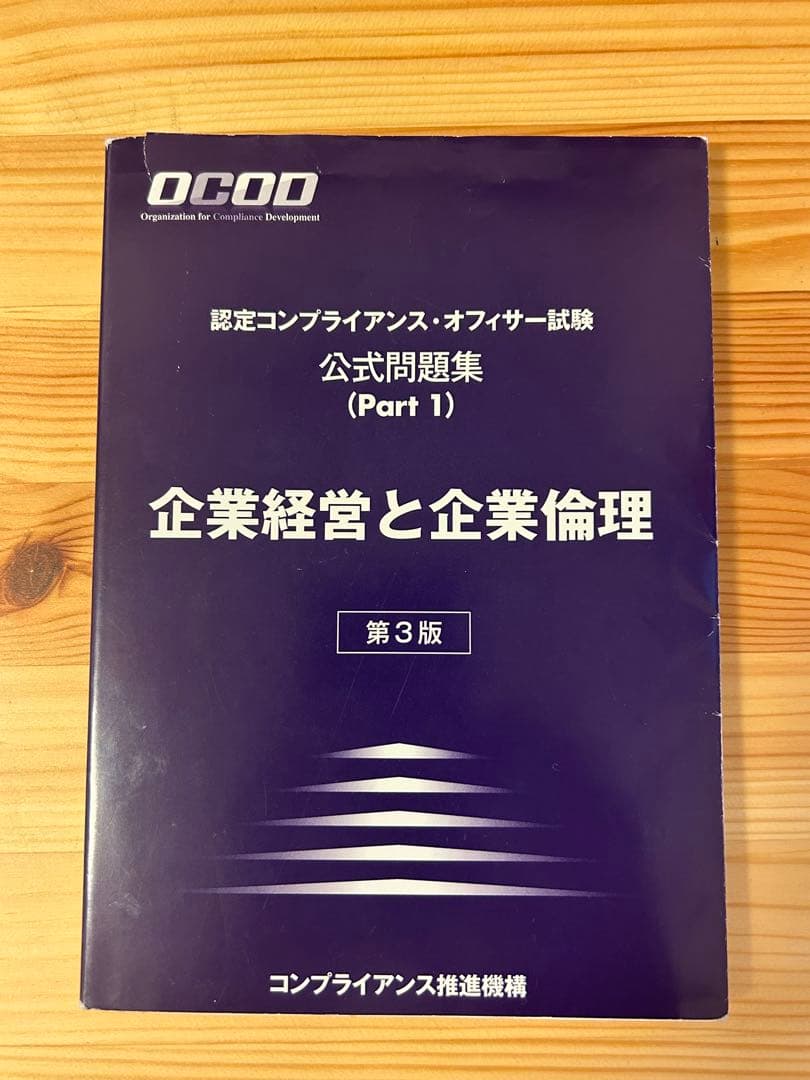 OCOD
Organization for Compliance Development
認定コンプライアンス・オフィサー試験
公式問題集
(Part 1)
企業経営と企業倫理
第3版
コンプライアンス推進機構